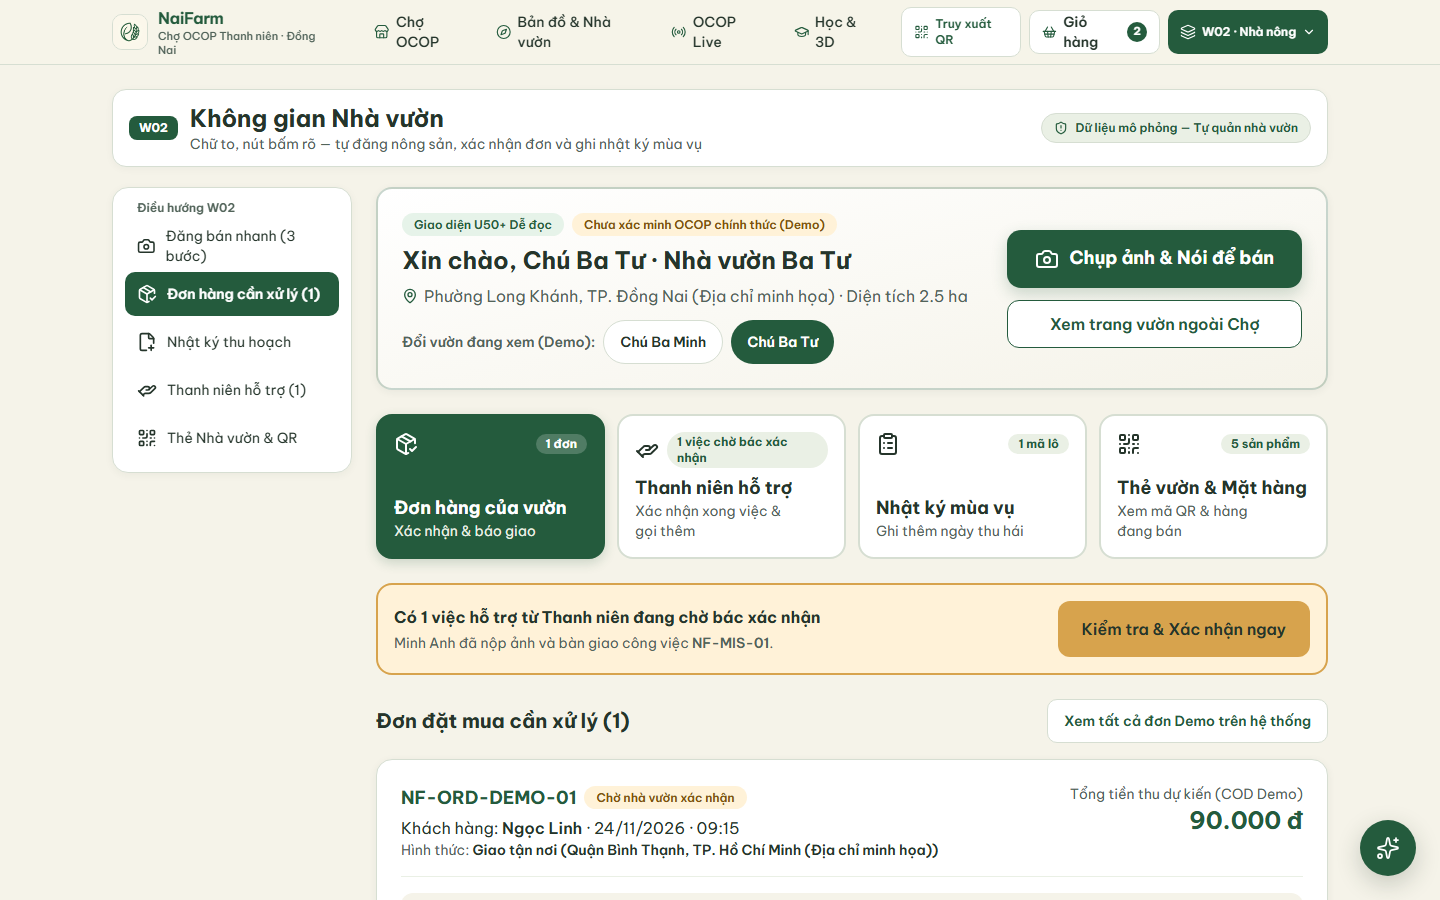 NaiFarm
Chợ OCOP Thanh niên · Đồng
Nai
Chợ
OCOP
Bản đồ & Nhà
vườn
OCOP
Live
Học &
3D
Truy xuất
QR
Giỏ
hàng
2
W02 · Nhà nông
W02
Không gian Nhà vườn
Chữ to, nút bấm rõ — tự đăng nông sản, xác nhận đơn và ghi nhật ký mùa vụ
Dữ liệu mô phỏng — Tự quản nhà vườn
Điều hướng W02
Đăng bán nhanh (3
bước)
Đơn hàng cần xử lý (1)
Nhật ký thu hoạch
Thanh niên hỗ trợ (1)
Thẻ Nhà vườn & QR
Giao diện U50+ Dễ đọc
Chưa xác minh OCOP chính thức (Demo)
Xin chào, Chú Ba Tư · Nhà vườn Ba Tư
Phường Long Khánh, TP. Đồng Nai (Địa chỉ minh họa) · Diện tích 2.5 ha
Đổi vườn đang xem (Demo):
Chú Ba Minh
Chú Ba Tư
Chụp ảnh & Nói để bán
Xem trang vườn ngoài Chợ
1 đơn
Đơn hàng của vườn
Xác nhận & báo giao
1 việc chờ bác xác
nhận
Thanh niên hỗ trợ
Xác nhận xong việc &
gọi thêm
1 mã lô
Nhật ký mùa vụ
Ghi thêm ngày thu hái
5 sản phẩm
Thẻ vườn & Mặt hàng
Xem mã QR & hàng
đang bán
Có 1 việc hỗ trợ từ Thanh niên đang chờ bác xác nhận
Minh Anh đã nộp ảnh và bàn giao công việc NF-MIS-01.
Kiểm tra & Xác nhận ngay
Đơn đặt mua cần xử lý (1)
Xem tất cả đơn Demo trên hệ thống
NF-ORD-DEMO-01
Chờ nhà vườn xác nhận
Khách hàng: Ngọc Linh · 24/11/2026 · 09:15
Hình thức: Giao tận nơi (Quận Bình Thạnh, TP. Hồ Chí Minh (Địa chỉ minh họa))
Tổng tiền thu dự kiến (COD Demo)
90.000 đ